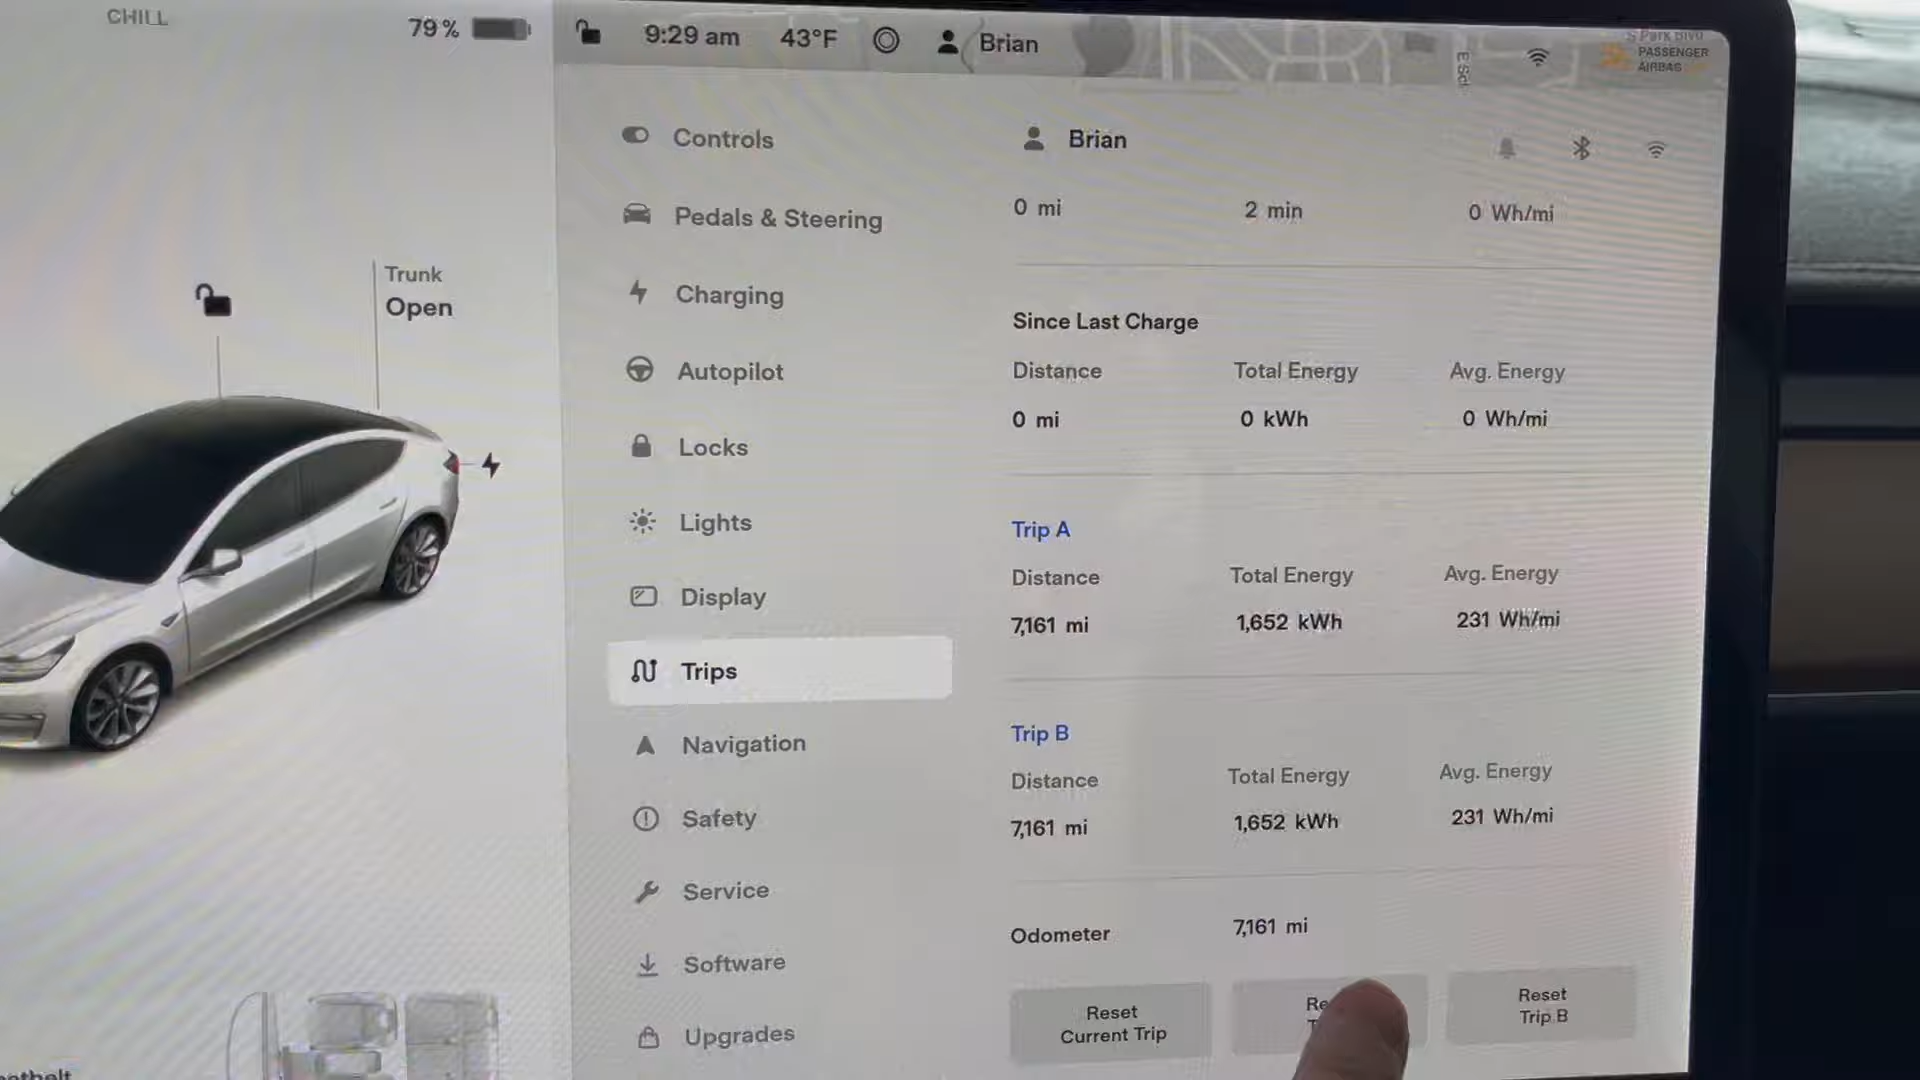 CHILL
79 %
9:29 am
43°F
Brian
S Park Blvd
PASSENGER
AIRBAG
Trunk
Open
Controls
Pedals & Steering
Charging
Autopilot
Locks
Lights
Display
Trips
Navigation
Safety
Service
Software
Upgrades
Brian
0 mi 2 min 0 Wh/mi
Since Last Charge
Distance Total Energy Avg. Energy
0 mi 0 kWh 0 Wh/mi
Trip A
Distance Total Energy Avg. Energy
7,161 mi 1,652 kWh 231 Wh/mi
Trip B
Distance Total Energy Avg. Energy
7,161 mi 1,652 kWh 231 Wh/mi
Odometer 7,161 mi
Reset
Current Trip
Reset
Trip B